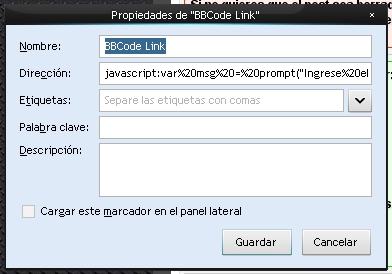 Propiedades de "BBCode Link"
Nombre: BBCode Link
Dirección: javascript:var%20msg%20=%20prompt("Ingrese%20el
Etiquetas: Separe las etiquetas con comas
Palabra clave:
Descripción:
Cargar este marcador en el panel lateral
Guardar Cancelar